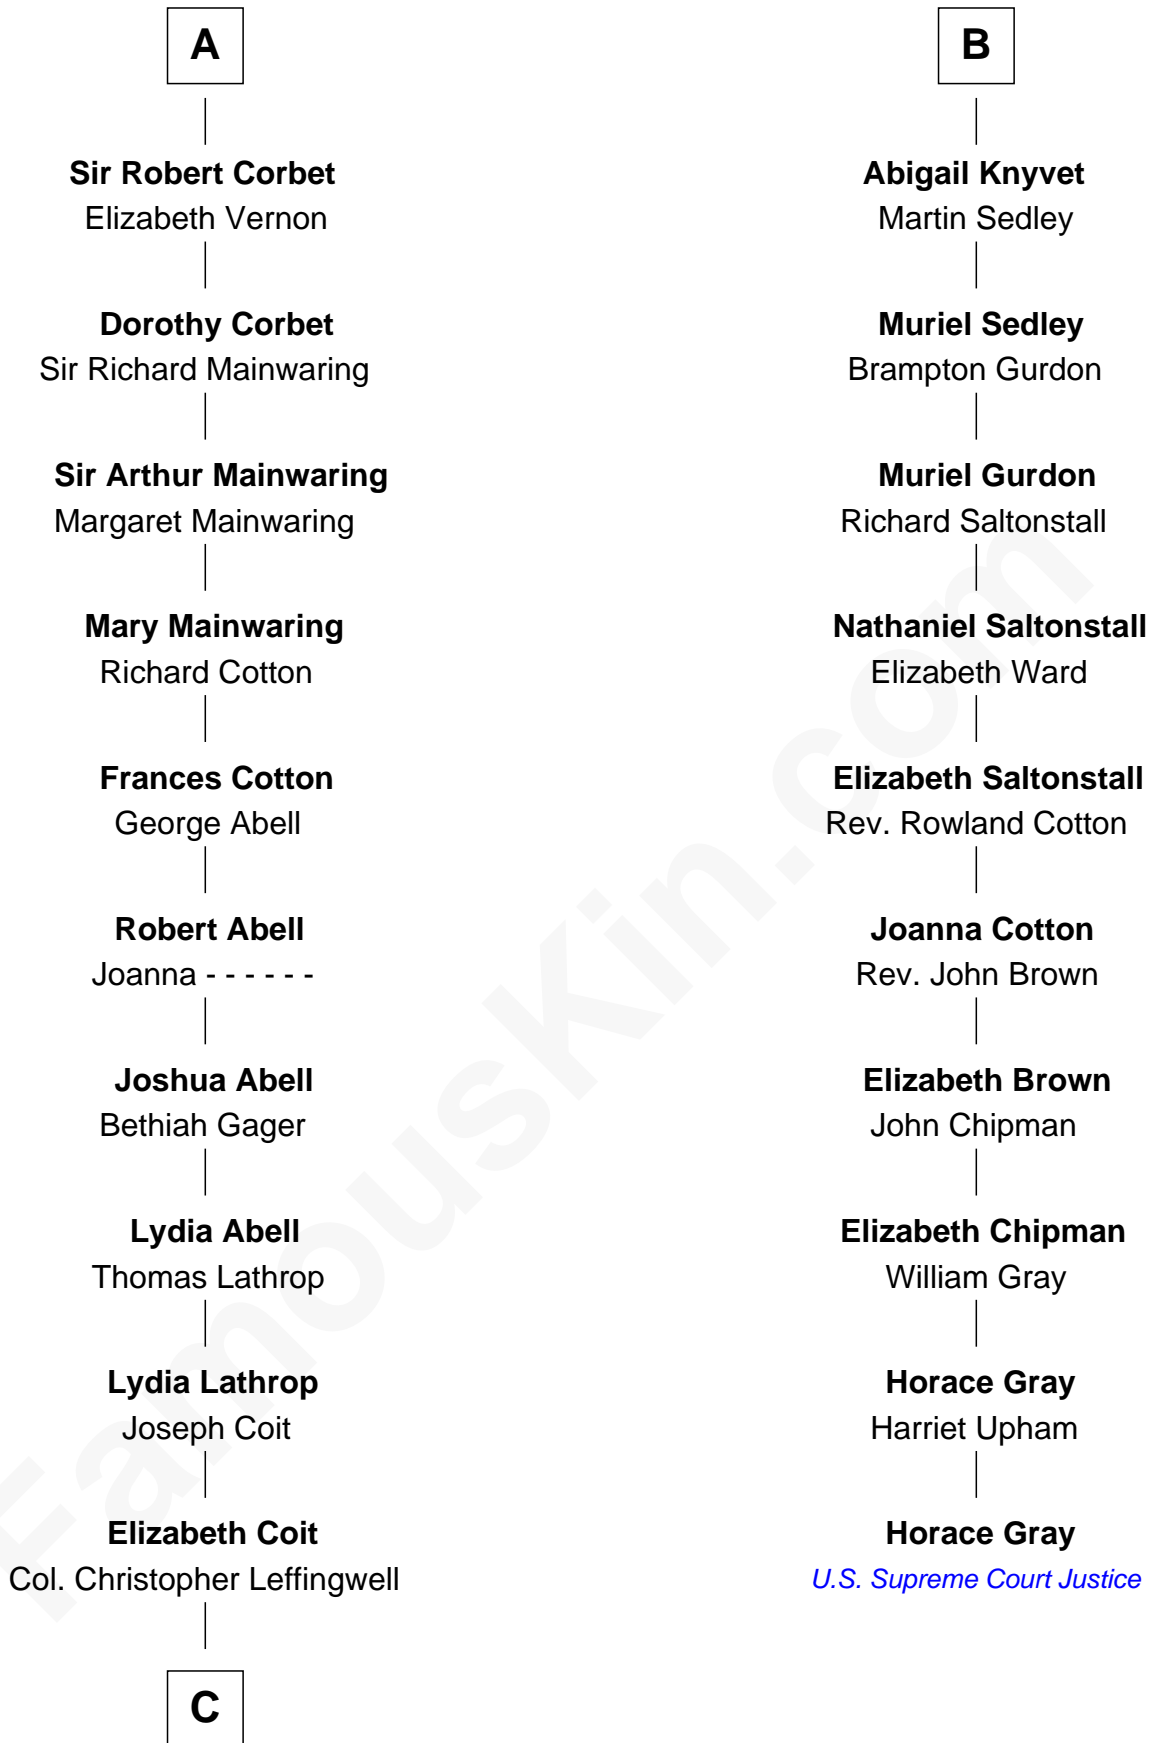 A
Sir Robert Corbet
Elizabeth Vernon
Dorothy Corbet
Sir Richard Mainwaring
Sir Arthur Mainwaring
Margaret Mainwaring
Mary Mainwaring
Richard Cotton
Frances Cotton
George Abell
Robert Abell
Joanna - - - - - -
Joshua Abell
Bethiah Gager
Lydia Abell
Thomas Lathrop
Lydia Lathrop
Joseph Coit
Elizabeth Coit
Col. Christopher Leffingwell
C
B
Abigail Knyvet
Martin Sedley
Muriel Sedley
Brampton Gurdon
Muriel Gurdon
Richard Saltonstall
Nathaniel Saltonstall
Elizabeth Ward
Elizabeth Saltonstall
Rev. Rowland Cotton
Joanna Cotton
Rev. John Brown
Elizabeth Brown
John Chipman
Elizabeth Chipman
William Gray
Horace Gray
Harriet Upham
Horace Gray
U.S. Supreme Court Justice
FamousKin.com